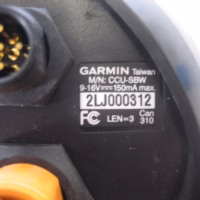 GARMIN Taiwan
M/N: CCU-SBW
9-16V⎓150mA max.
2LJ000312
FC LEN=3 Can 310